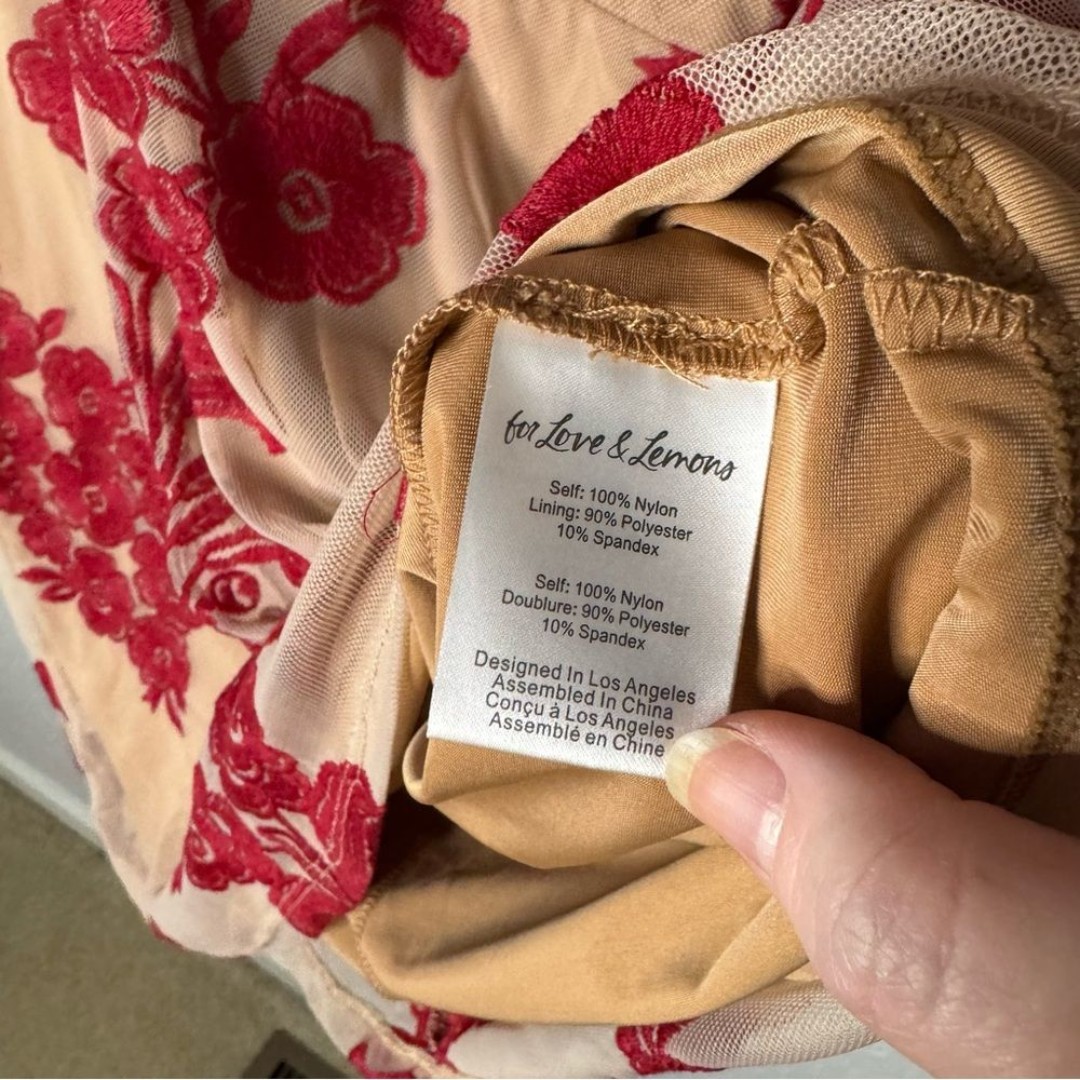 for Love & Lemons
Self: 100% Nylon
Lining: 90% Polyester
10% Spandex
Self: 100% Nylon
Doublure: 90% Polyester
10% Spandex
Designed In Los Angeles
Assembled In China
Conçu à Los Angeles
Assemblé en Chine